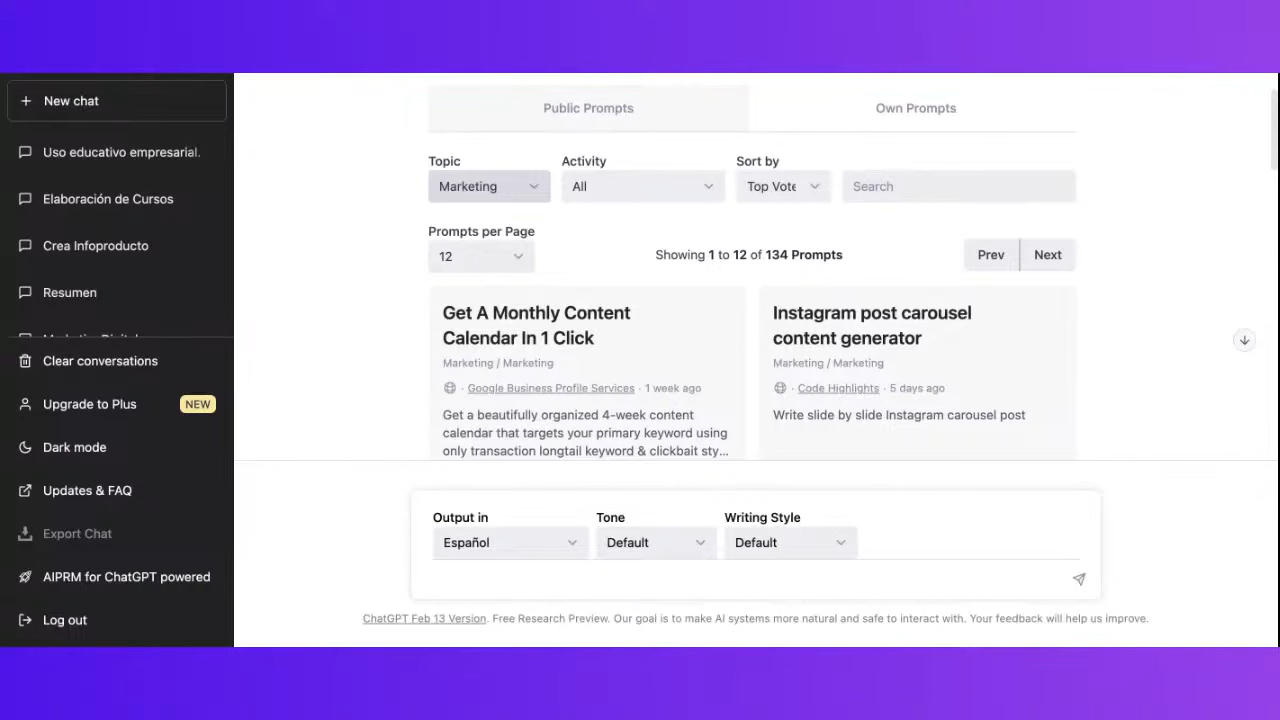 New chat
Uso educativo empresarial.
Elaboración de Cursos
Crea Infoproducto
Resumen
Clear conversations
Upgrade to Plus NEW
Dark mode
Updates & FAQ
Export Chat
AIPRM for ChatGPT powered
Log out
Public Prompts Own Prompts
Topic Activity Sort by
Marketing All Top Vote Search
Prompts per Page
12 Showing 1 to 12 of 134 Prompts Prev Next
Get A Monthly Content
Calendar In 1 Click
Marketing / Marketing
· Google Business Profile Services · 1 week ago
Get a beautifully organized 4-week content
calendar that targets your primary keyword using
only transaction longtail keyword & clickbait sty...
Instagram post carousel
content generator
Marketing / Marketing
· Code Highlights · 5 days ago
Write slide by slide Instagram carousel post
Output in Tone Writing Style
Español Default Default
ChatGPT Feb 13 Version. Free Research Preview. Our goal is to make AI systems more natural and safe to interact with. Your feedback will help us improve.